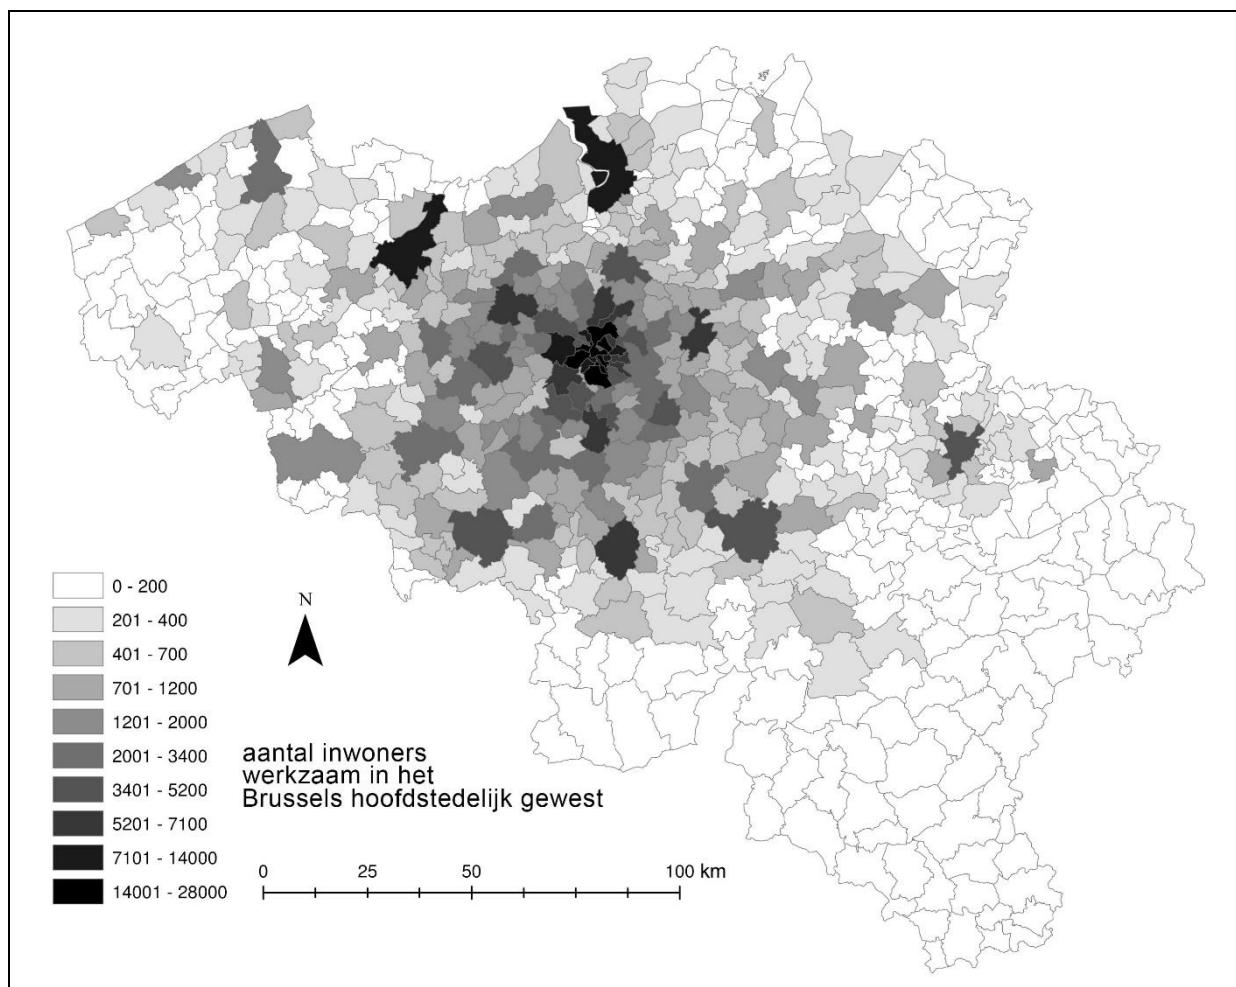 0 - 200
201 - 400
401 - 700
701 - 1200
1201 - 2000
2001 - 3400
3401 - 5200
5201 - 7100
7101 - 14000
14001 - 28000
N
aantal inwoners
werkzaam in het
Brussels hoofdstedelijk gewest
0 25 50 100 km